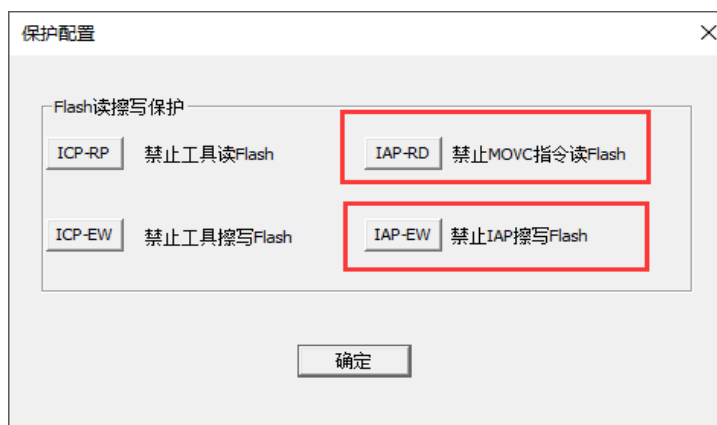 保护配置
Flash读擦写保护
ICP-RP 禁止工具读Flash IAP-RD 禁止MOVC指令读Flash
ICP-EW 禁止工具擦写Flash IAP-EW 禁止IAP擦写Flash
确定